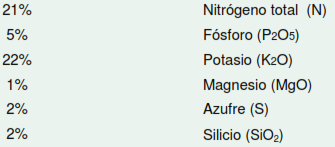 21% Nitrógeno total (N)
5% Fósforo (P2O5)
22% Potasio (K2O)
1% Magnesio (MgO)
2% Azufre (S)
2% Silicio (SiO₂)